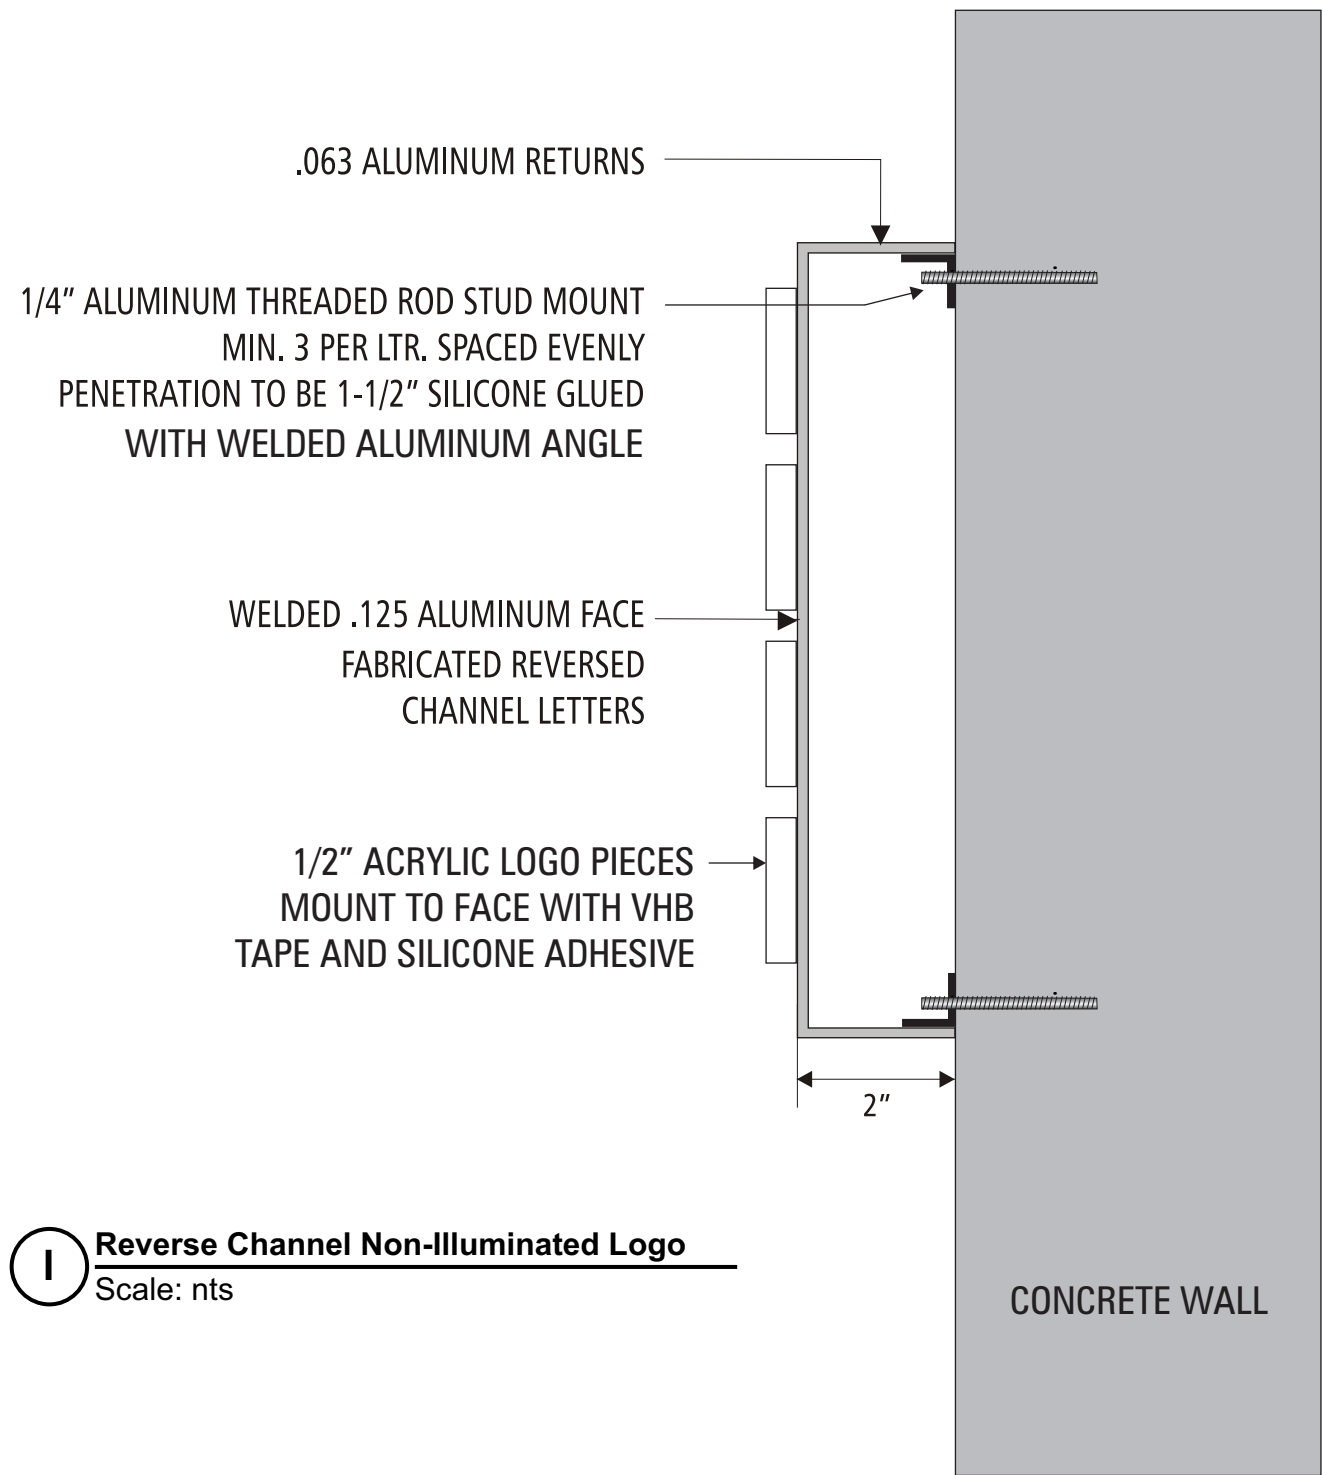 .063 ALUMINUM RETURNS
1/4" ALUMINUM THREADED ROD STUD MOUNT
MIN. 3 PER LTR. SPACED EVENLY
PENETRATION TO BE 1-1/2" SILICONE GLUED
WITH WELDED ALUMINUM ANGLE
WELDED .125 ALUMINUM FACE
FABRICATED REVERSED
CHANNEL LETTERS
1/2" ACRYLIC LOGO PIECES
MOUNT TO FACE WITH VHB
TAPE AND SILICONE ADHESIVE
2"
I
Reverse Channel Non-Illuminated Logo
Scale: nts
CONCRETE WALL